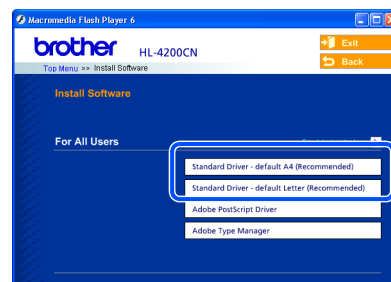 Macromedia Flash Player 6
brother HL-4200CN
Exit
Back
Top Menu >> Install Software
Install Software
For All Users
Standard Driver - default A4 (Recommended)
Standard Driver - default Letter (Recommended)
Adobe PostScript Driver
Adobe Type Manager